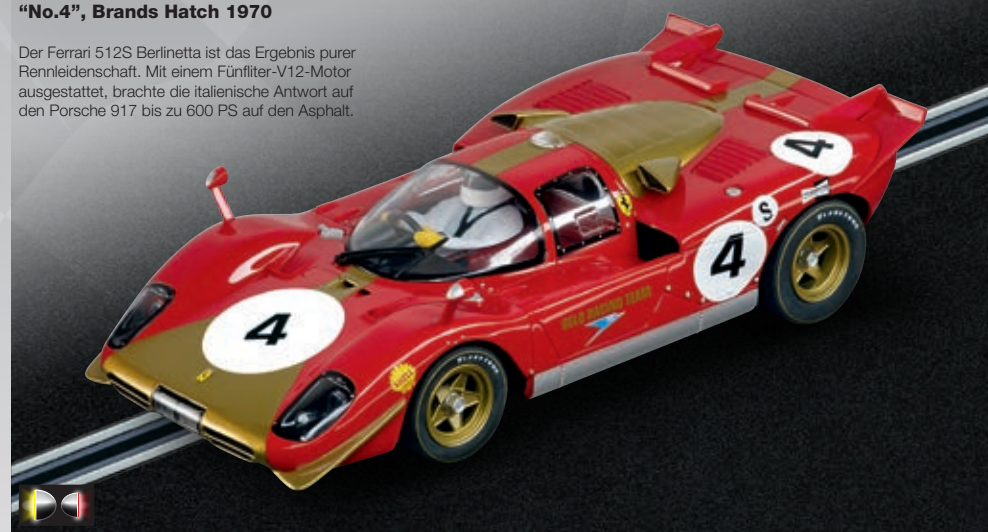 “No.4”, Brands Hatch 1970
Der Ferrari 512S Berlinetta ist das Ergebnis purer
Rennleidenschaft. Mit einem Fünfliter-V12-Motor
ausgestattet, brachte die italienische Antwort auf
den Porsche 917 bis zu 600 PS auf den Asphalt.
4
4
S
4
GELO RACING TEAM